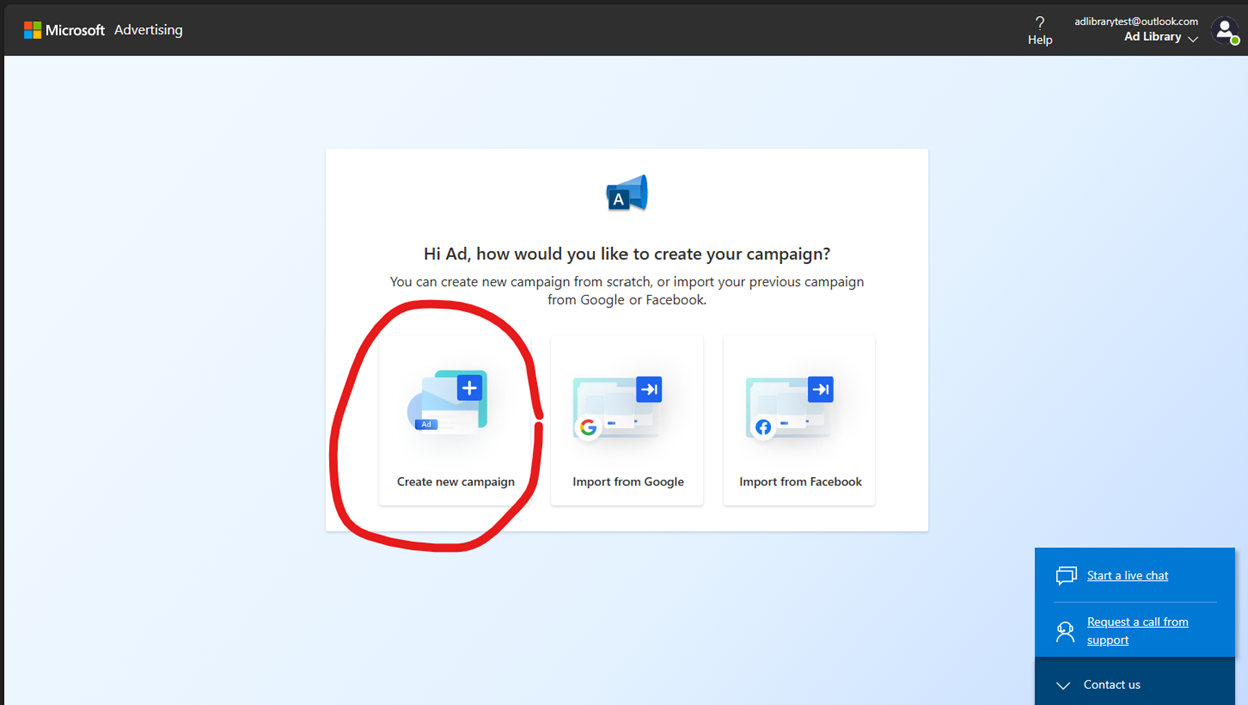 Microsoft Advertising
?
Help
adlibrarytest@outlook.com
Ad Library
A
Hi Ad, how would you like to create your campaign?
You can create new campaign from scratch, or import your previous campaign
from Google or Facebook.
Ad
Create new campaign
G
Import from Google
f
Import from Facebook
Start a live chat
Request a call from
support
Contact us